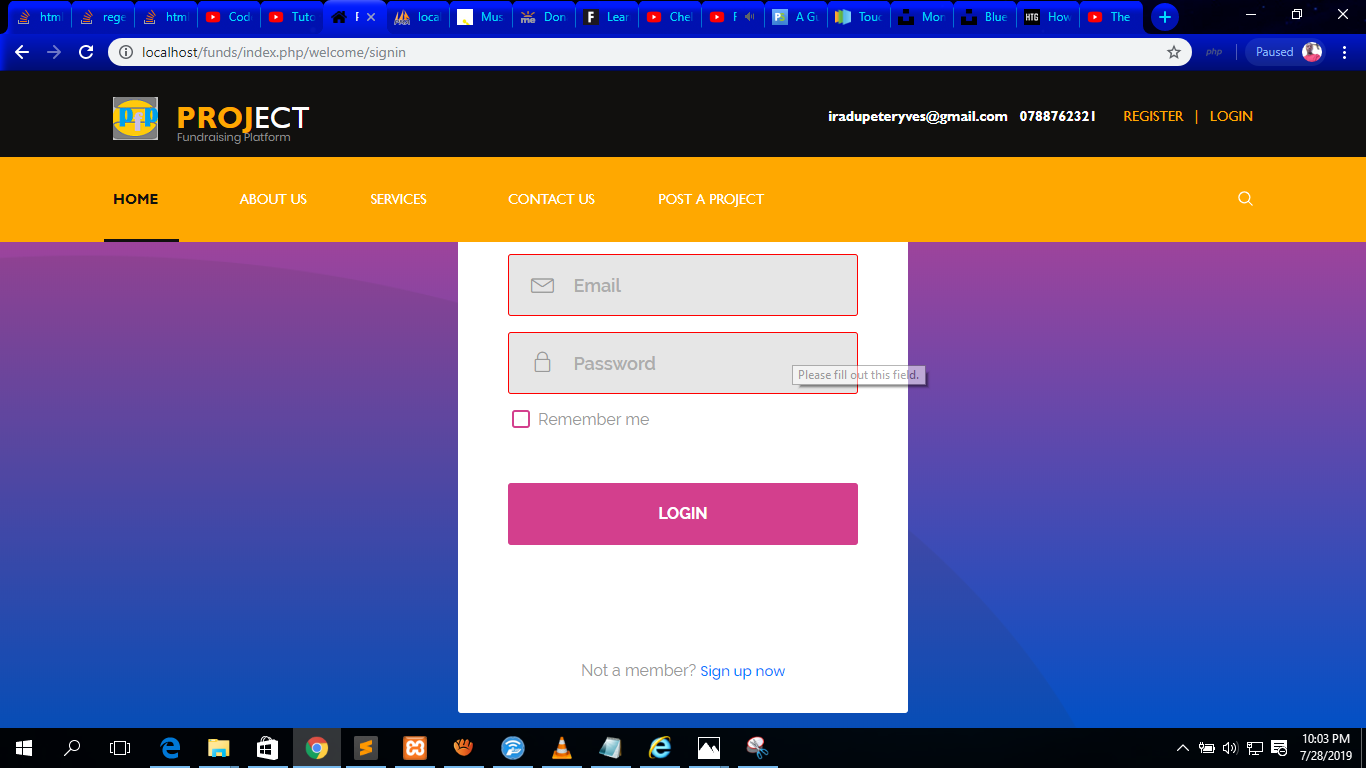 html
rege
html
Cod
Tuto
F
local
Mus
Don
Lear
Chel
F
A Gu
Touc
Mor
Blue
HTG How
The
localhost/funds/index.php/welcome/signin
php
Paused
PROJECT
Fundraising Platform
iradupeteryves@gmail.com 0788762321 REGISTER | LOGIN
HOME ABOUT US SERVICES CONTACT US POST A PROJECT
Email
Password
Please fill out this field.
Remember me
LOGIN
Not a member? Sign up now
10:03 PM
7/28/2019